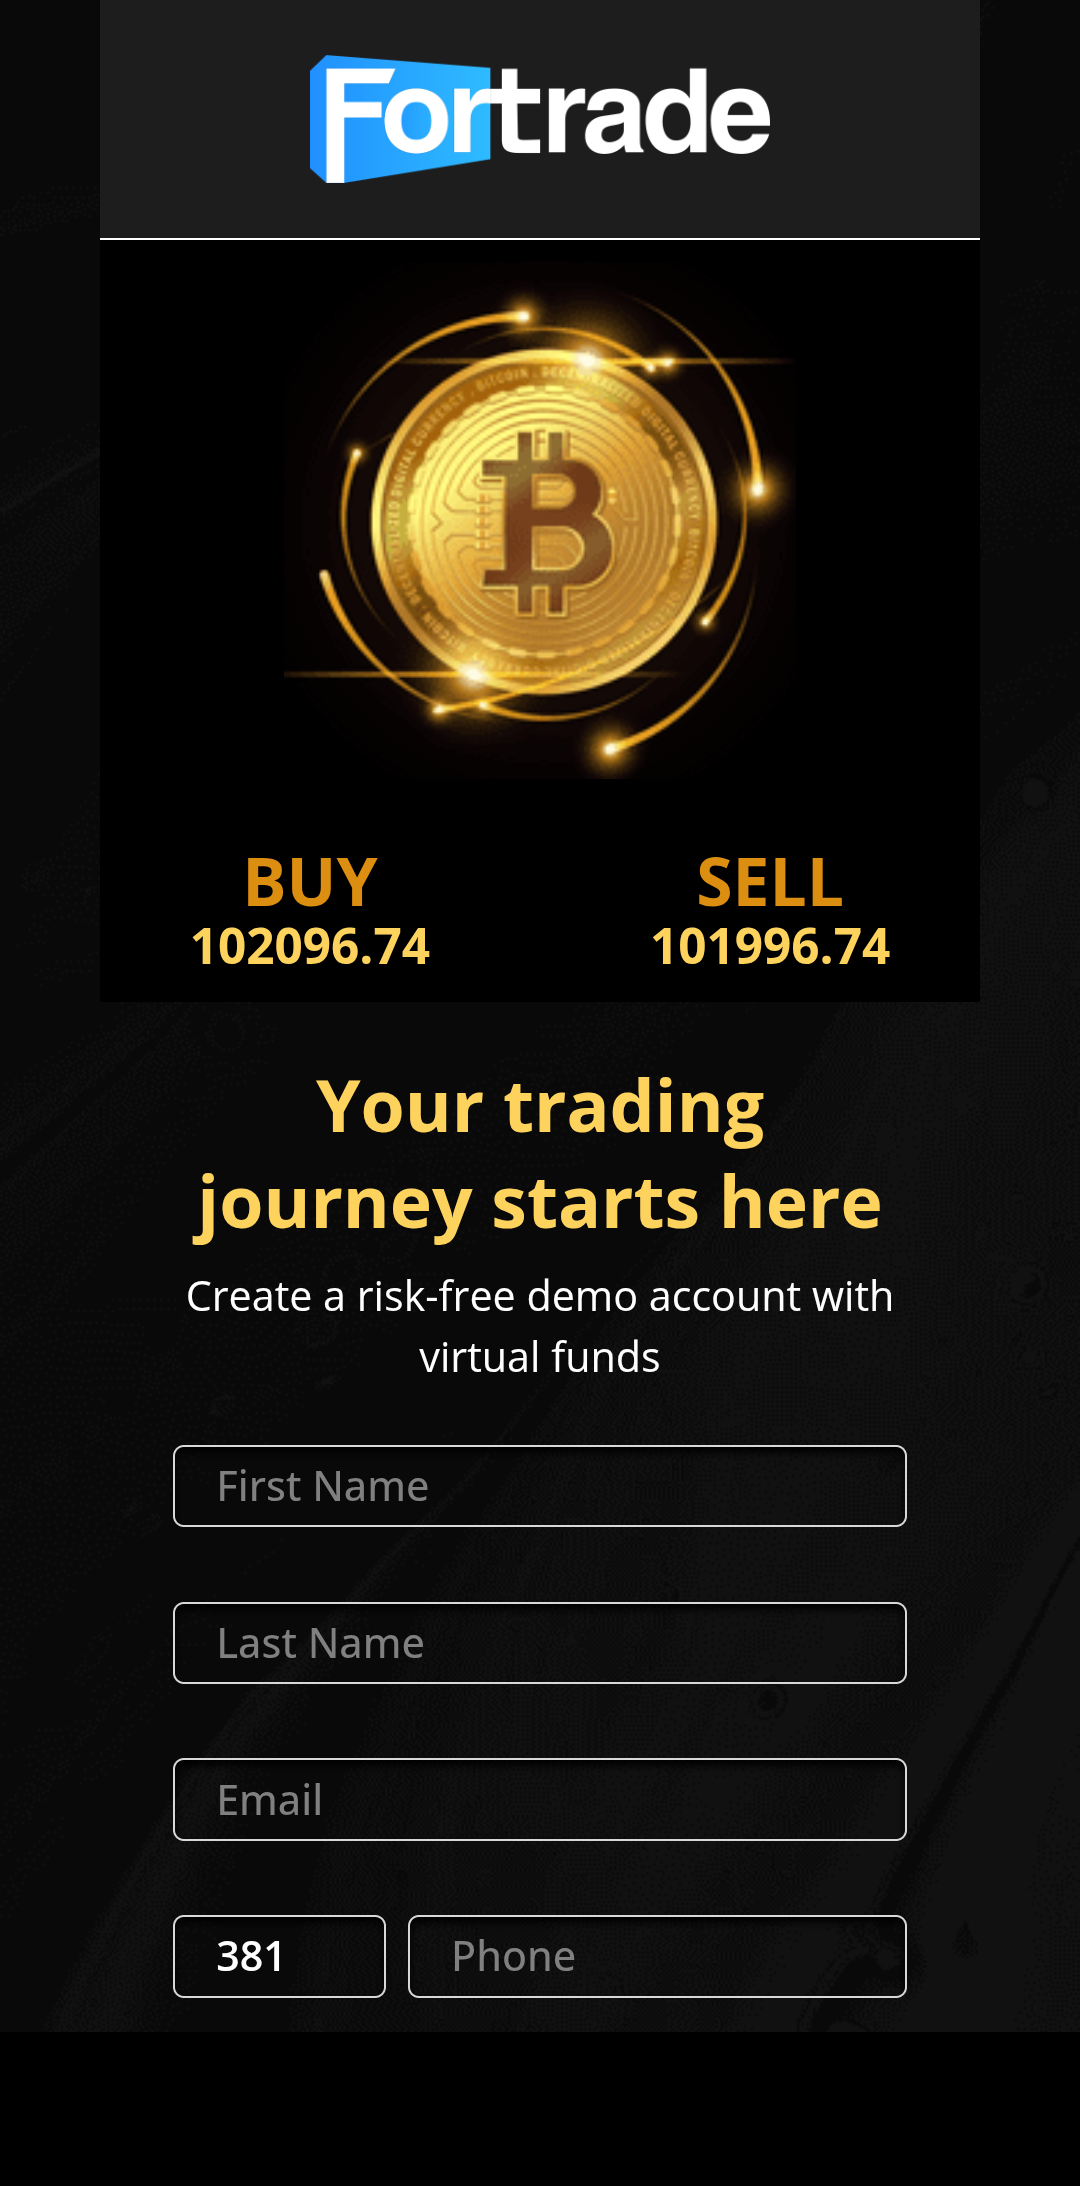 Fortrade
BUY
SELL
102096.74
101996.74
Your trading
journey starts here
Create a risk-free demo account with
virtual funds
First Name
Last Name
Email
381
Phone